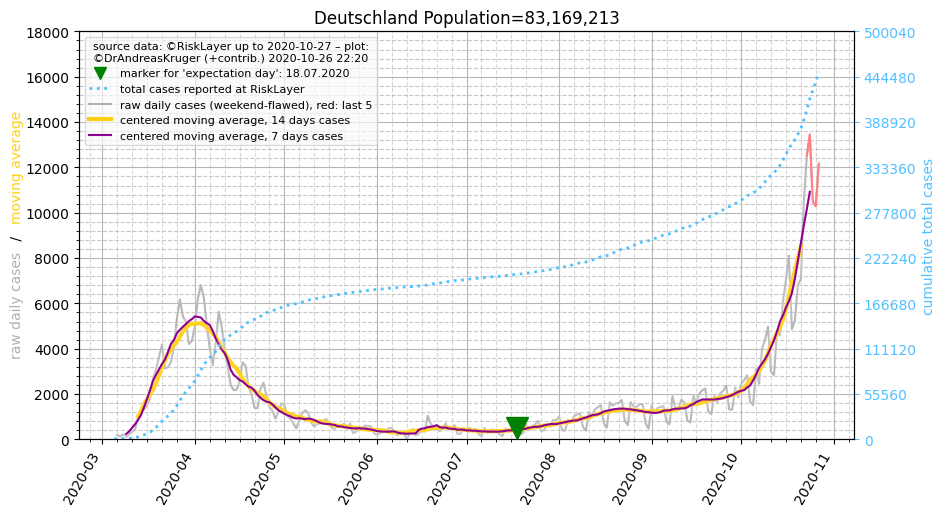 Deutschland Population=83,169,213
source data: ©RiskLayer up to 2020-10-27 – plot:
©DrAndreasKruger (+contrib.) 2020-10-26 22:20
marker for 'expectation day': 18.07.2020
total cases reported at RiskLayer
raw daily cases (weekend-flawed), red: last 5
centered moving average, 14 days cases
centered moving average, 7 days cases
raw daily cases / moving average
18000
16000
14000
12000
10000
8000
6000
4000
2000
0
500040
444480
388920
333360
277800
222240
166680
111120
55560
0
cumulative total cases
2020-03
2020-04
2020-05
2020-06
2020-07
2020-08
2020-09
2020-10
2020-11